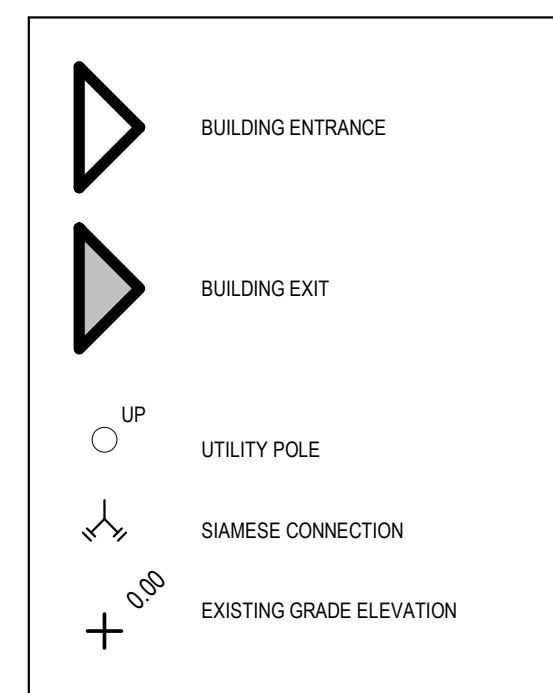 BUILDING ENTRANCE
BUILDING EXIT
UP
UTILITY POLE
SIAMESE CONNECTION
0.00
EXISTING GRADE ELEVATION